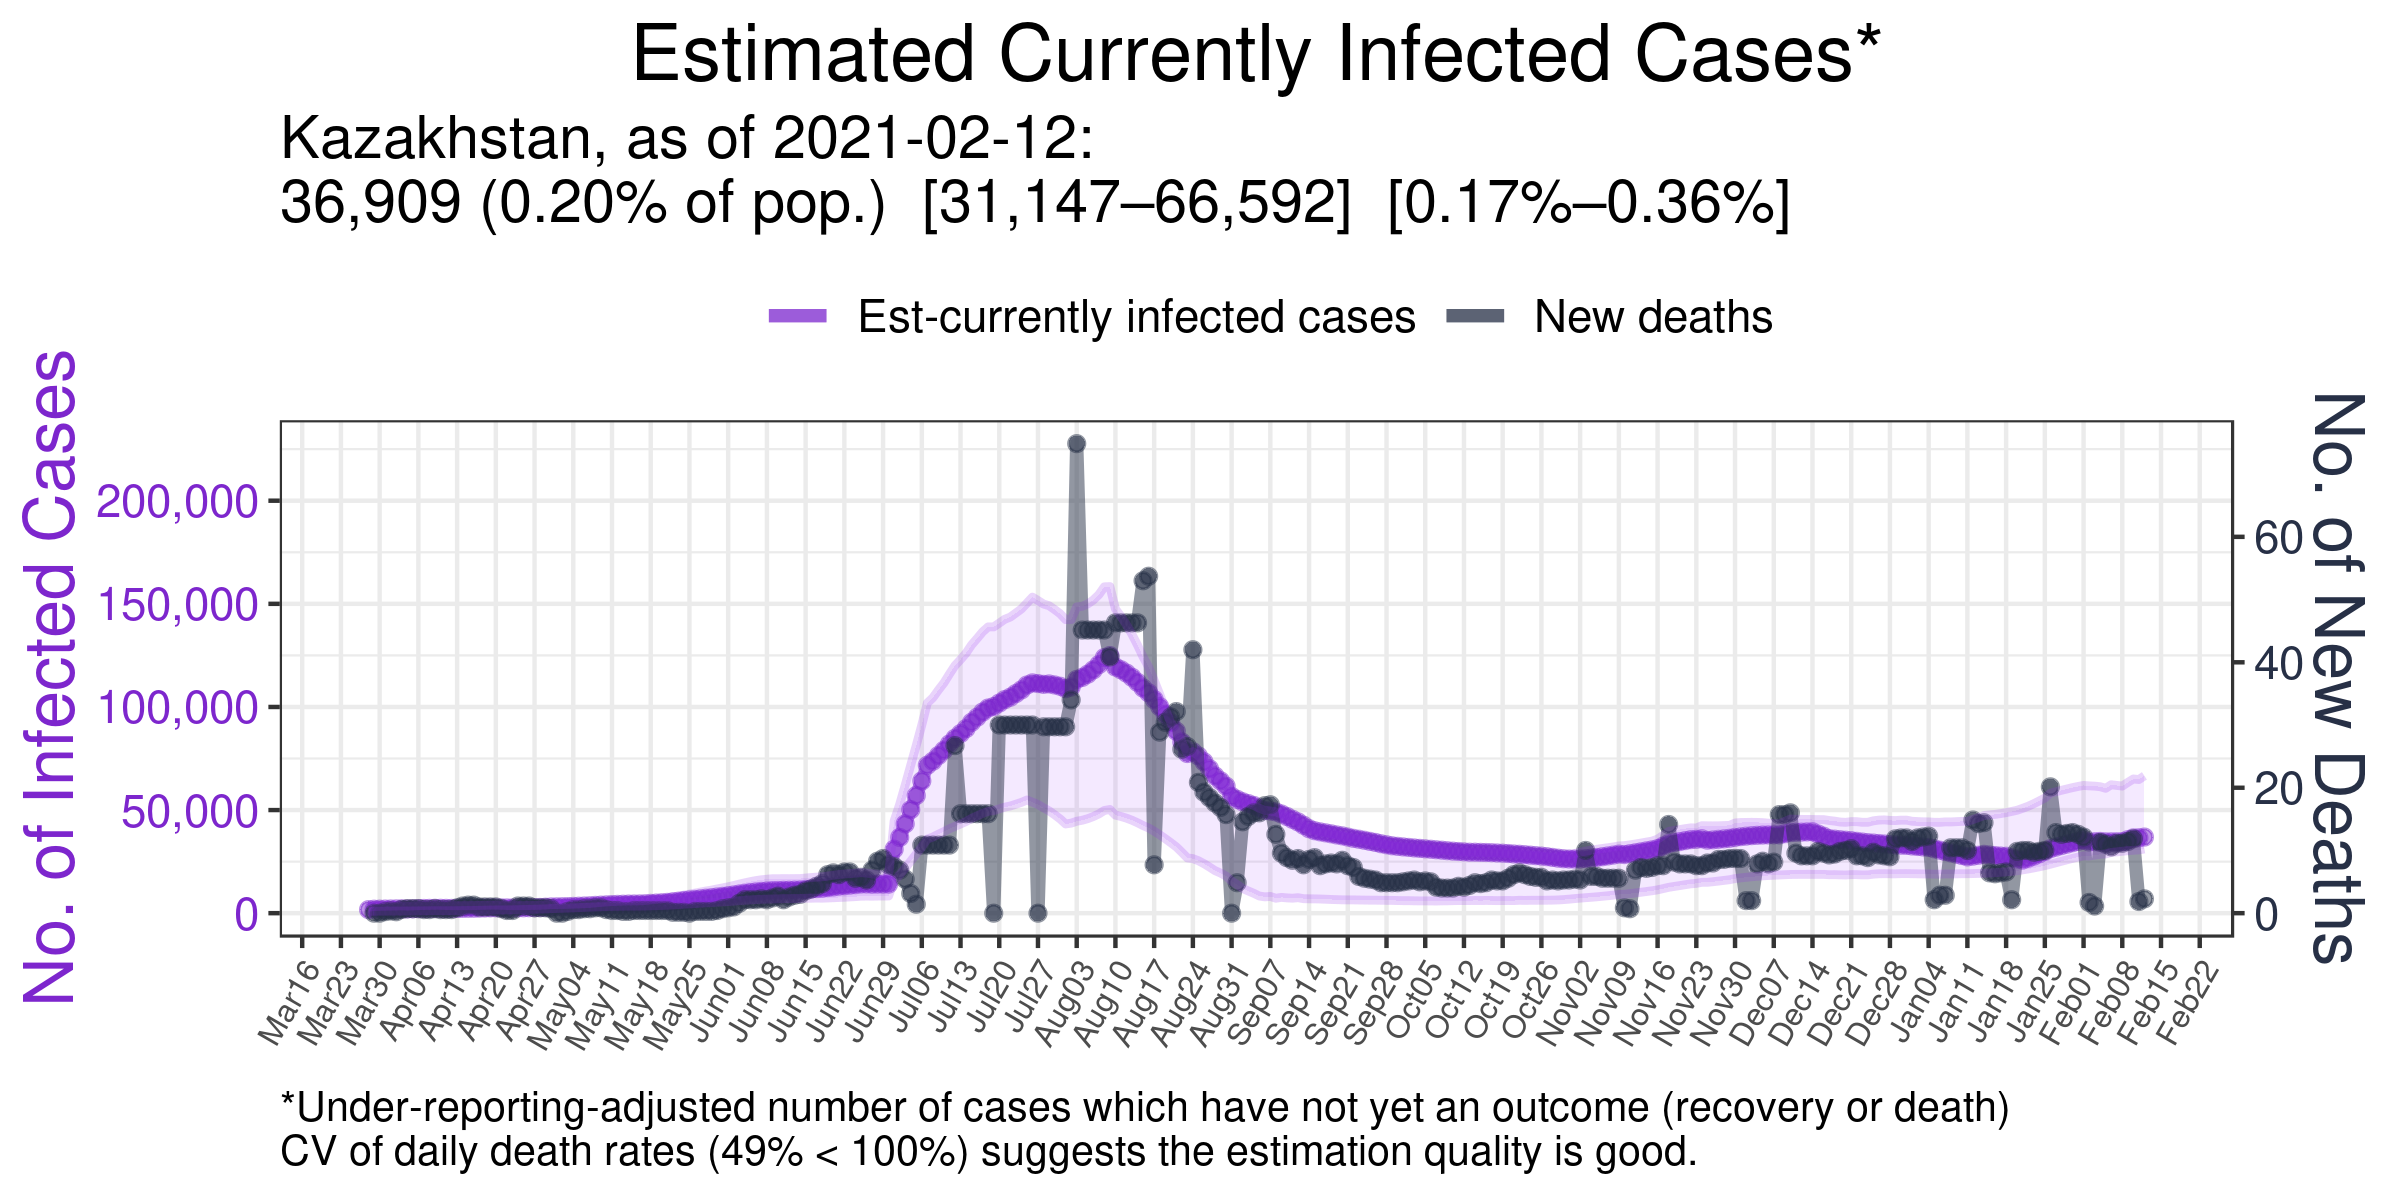 Estimated Currently Infected Cases*
Kazakhstan, as of 2021-02-12:
36,909 (0.20% of pop.) [31,147–66,592] [0.17%–0.36%]
Est-currently infected cases
New deaths
No. of Infected Cases
200,000
150,000
100,000
50,000
0
60
40
20
0
No. of New Deaths
Mar16
Mar23
Mar30
Apr06
Apr13
Apr20
Apr27
May04
May11
May18
May25
Jun01
Jun08
Jun15
Jun22
Jun29
Jul06
Jul13
Jul20
Jul27
Aug03
Aug10
Aug17
Aug24
Aug31
Sep07
Sep14
Sep21
Sep28
Oct05
Oct12
Oct19
Oct26
Nov02
Nov09
Nov16
Nov23
Nov30
Dec07
Dec14
Dec21
Dec28
Jan04
Jan11
Jan18
Jan25
Feb01
Feb08
Feb15
Feb22
*Under-reporting-adjusted number of cases which have not yet an outcome (recovery or death)
CV of daily death rates (49% < 100%) suggests the estimation quality is good.